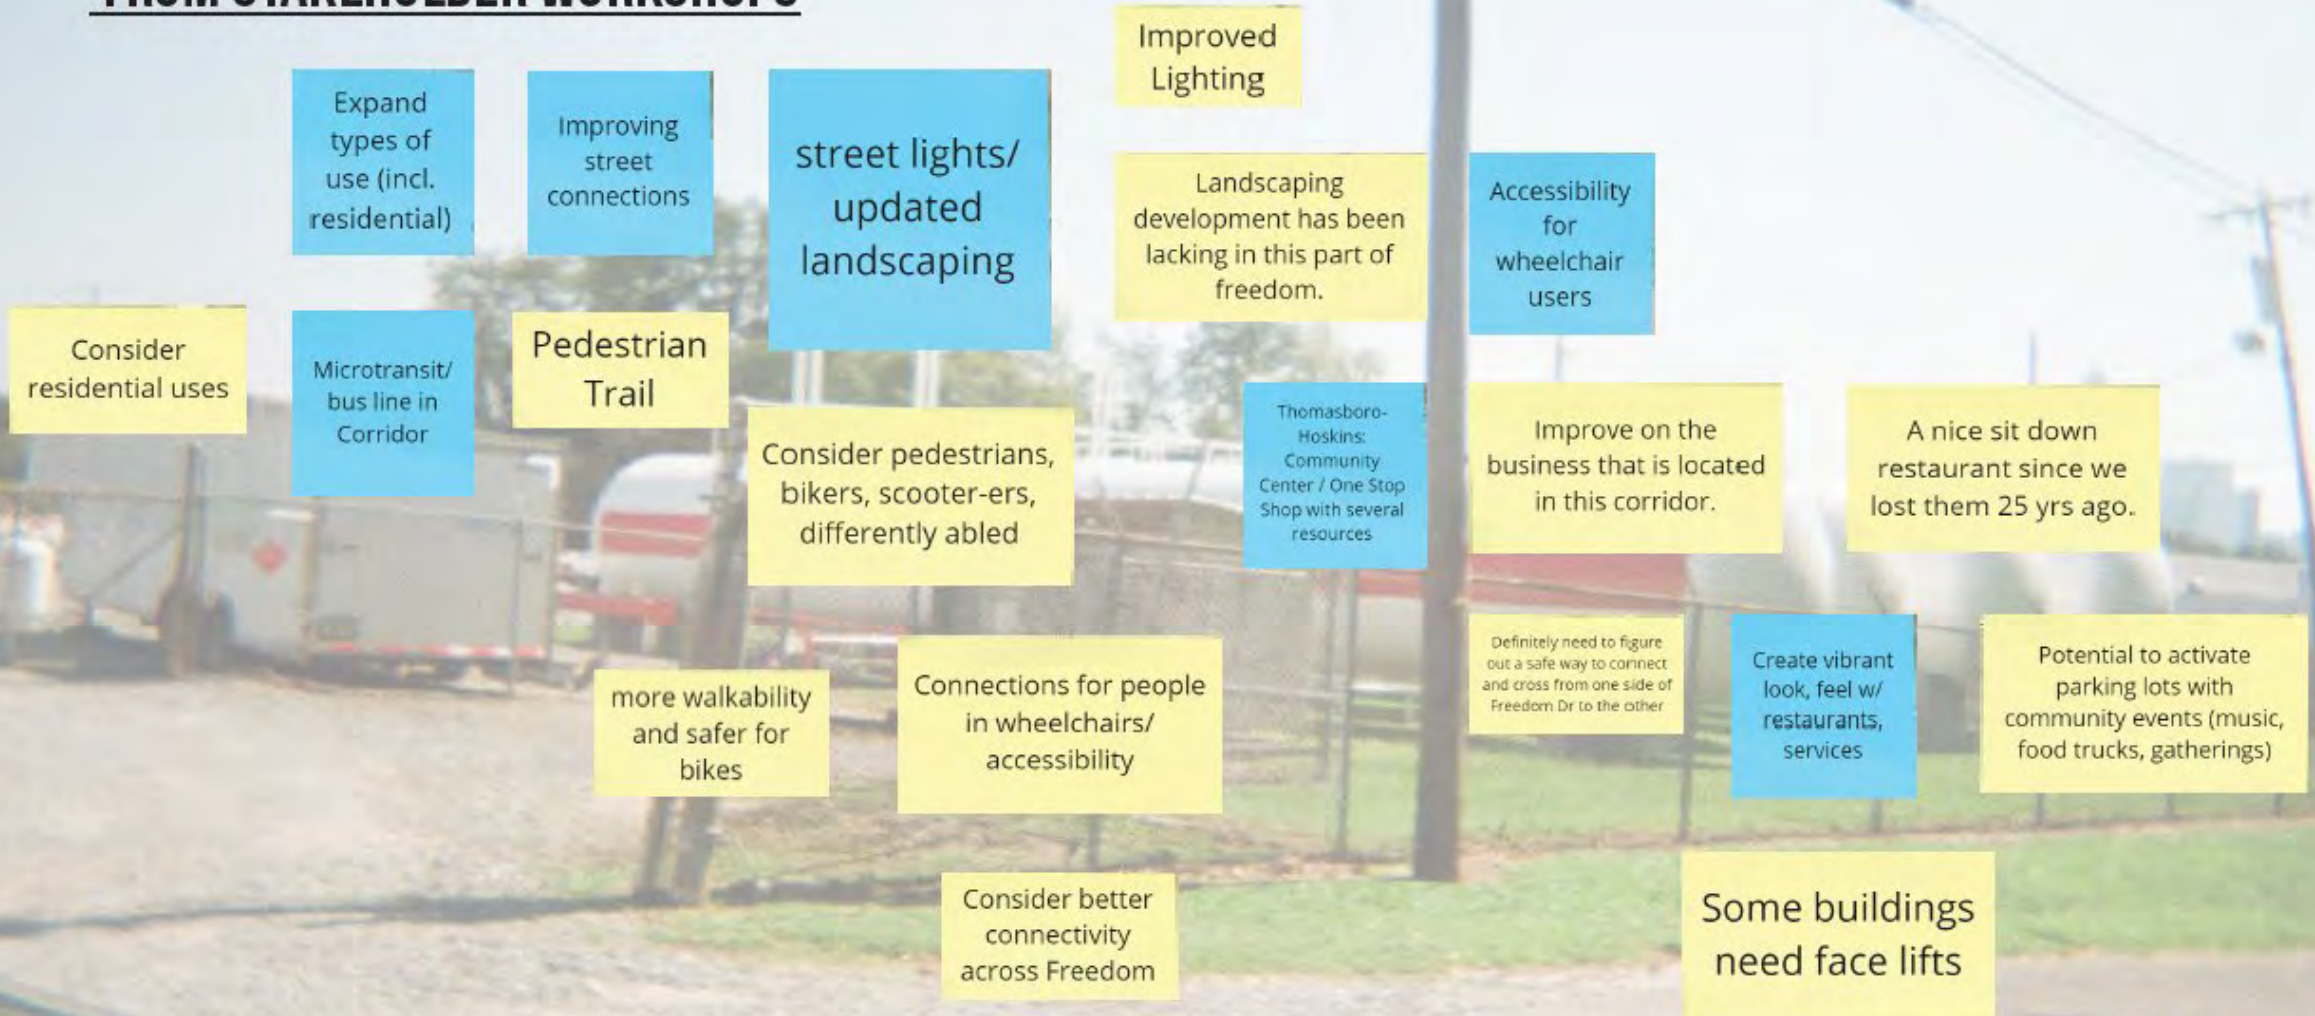 FROM STAKEHOLDER WORKSHOPS
Improved
Lighting
Expand
types of
use (incl.
residential)
Improving
street
connections
street lights/
updated
landscaping
Landscaping
development has been
lacking in this part of
freedom.
Accessibility
for
wheelchair
users
Consider
residential uses
Microtransit/
bus line in
Corridor
Pedestrian
Trail
Consider pedestrians,
bikers, scooter-ers,
differently abled
Thomasboro-
Hoskins:
Community
Center / One Stop
Shop with several
resources
Improve on the
business that is located
in this corridor.
A nice sit down
restaurant since we
lost them 25 yrs ago.
more walkability
and safer for
bikes
Connections for people
in wheelchairs/
accessibility
Definitely need to figure
out a safe way to connect
and cross from one side of
Freedom Dr to the other
Create vibrant
look, feel w/
restaurants,
services
Potential to activate
parking lots with
community events (music,
food trucks, gatherings)
Consider better
connectivity
across Freedom
Some buildings
need face lifts